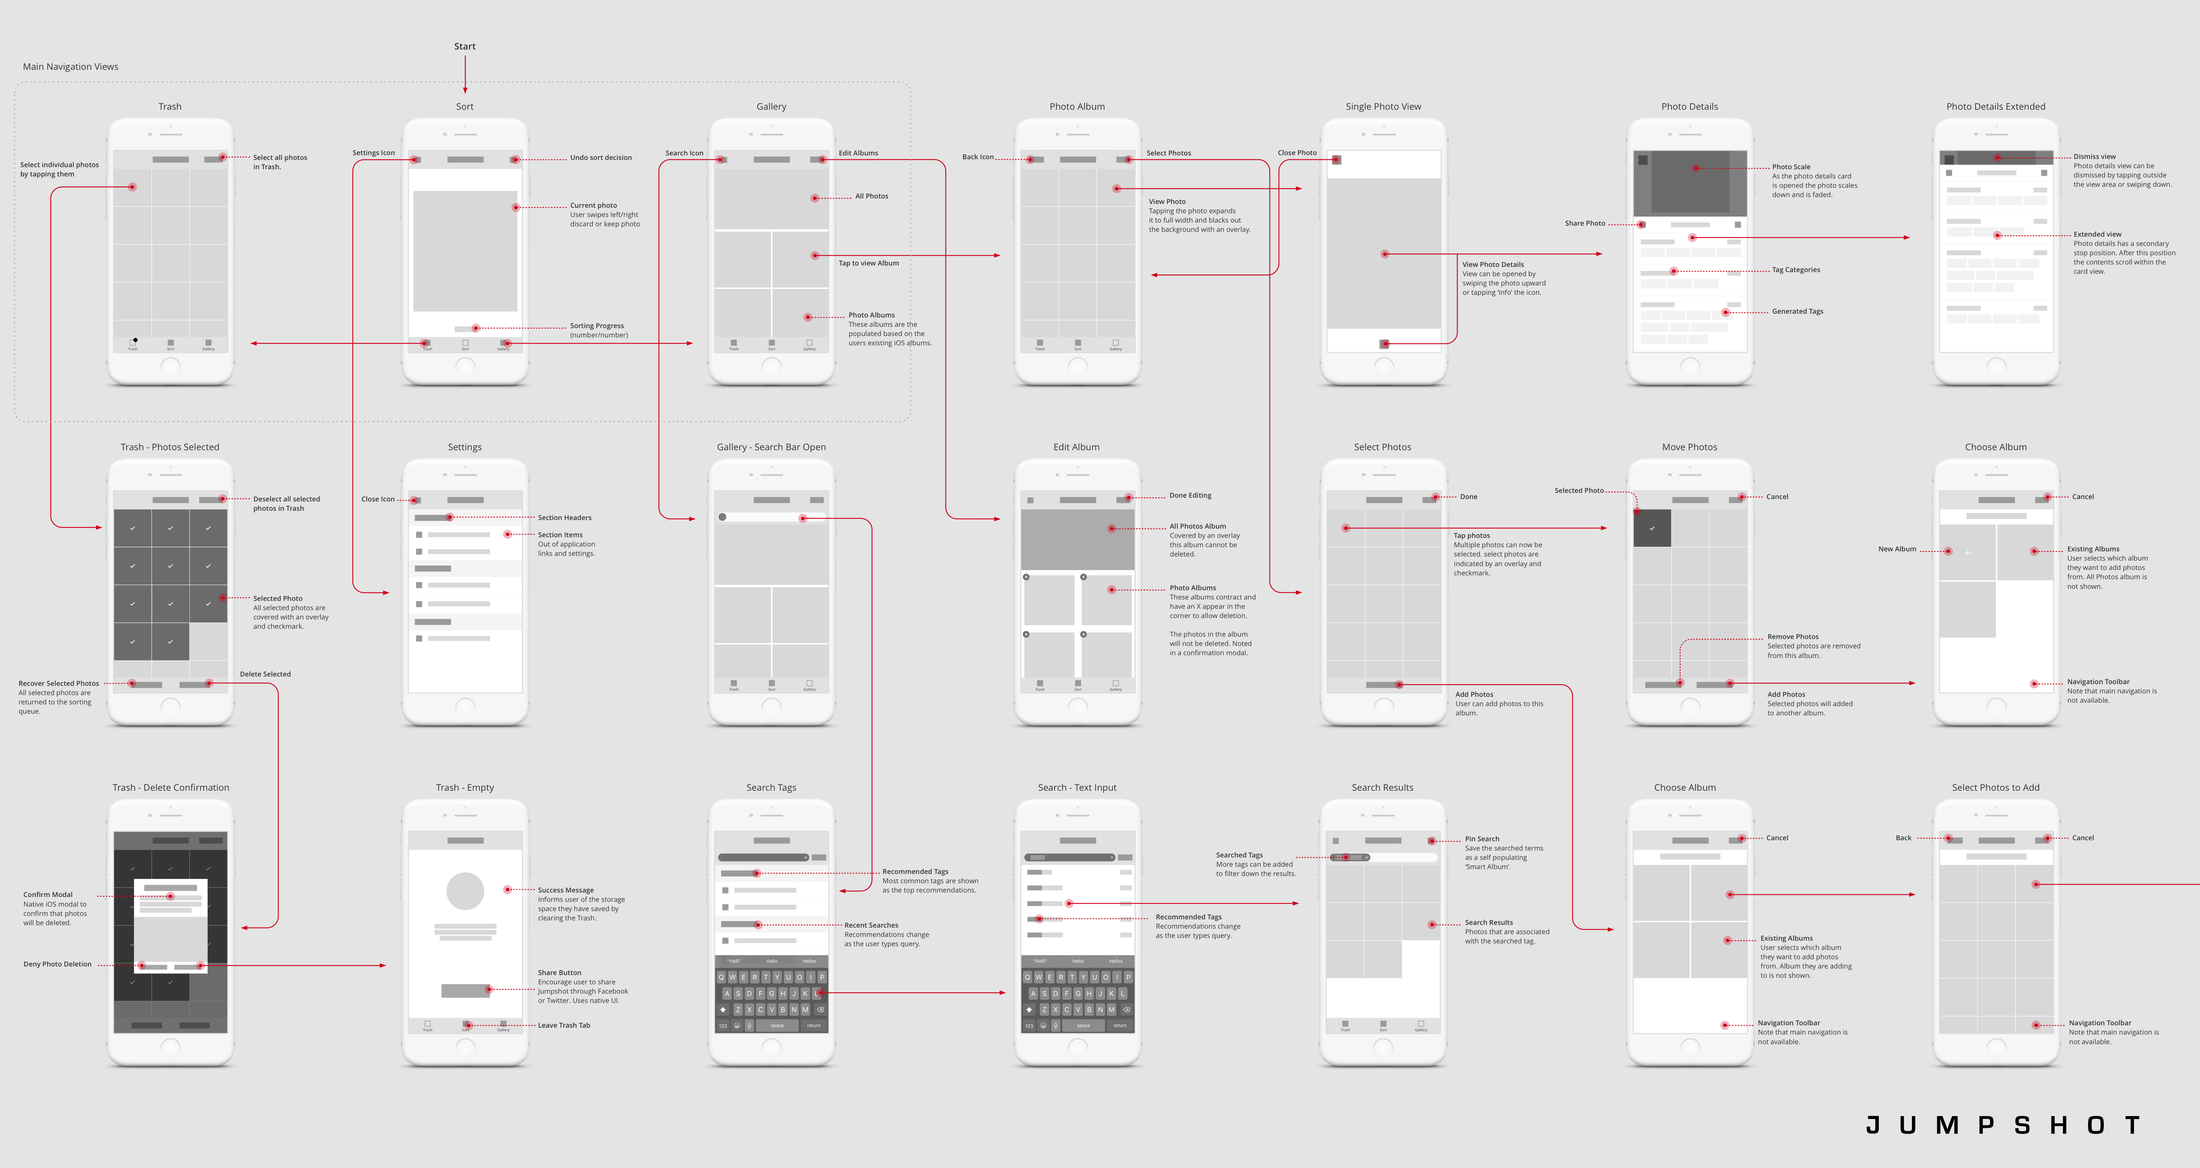 Start
Main Navigation Views
Trash
Sort
Gallery
Photo Album
Single Photo View
Photo Details
Photo Details Extended
Select individual photos
by tapping them
Select all photos
in Trash.
Trash
Sort
Gallery
Settings Icon
Undo sort decision
Current photo
User swipes left/right
discard or keep photo
Sorting Progress
(number/number)
Trash
Sort
Gallery
Search Icon
Edit Albums
All Photos
Tap to view Album
Photo Albums
These albums are the
populated based on the
users existing iOS albums.
Trash
Sort
Gallery
Back Icon
Select Photos
View Photo
Tapping the photo expands
it to full width and blacks out
the background with an overlay.
Trash
Sort
Gallery
Close Photo
View Photo Details
View can be opened by
swiping the photo upward
or tapping 'Info' the icon.
Photo Scale
As the photo details card
is opened the photo scales
down and is faded.
Share Photo
Tag Categories
Generated Tags
Dismiss view
Photo details view can be
dismissed by tapping outside
the view area or swiping down.
Extended view
Photo details has a secondary
stop position. After this position
the contents scroll within the
card view.
Trash - Photos Selected
Settings
Gallery - Search Bar Open
Edit Album
Select Photos
Move Photos
Choose Album
Deselect all selected
photos in Trash
Selected Photo
All selected photos are
covered with an overlay
and checkmark.
Recover Selected Photos
All selected photos are
returned to the sorting
queue.
Delete Selected
Close Icon
Section Headers
Section Items
Out of application
links and settings.
Trash
Sort
Gallery
Done Editing
All Photos Album
Covered by an overlay
this album cannot be
deleted.
Photo Albums
These albums contract and
have an X appear in the
corner to allow deletion.
The photos in the album
will not be deleted. Noted
in a confirmation modal.
Trash
Sort
Gallery
Done
Tap photos
Multiple photos can now be
selected. select photos are
indicated by an overlay and
checkmark.
Add Photos
User can add photos to this
album.
Selected Photo
Cancel
Remove Photos
Selected photos are removed
from this album.
Add Photos
Selected photos will added
to another album.
Cancel
New Album
Existing Albums
User selects which album
they want to add photos
from. All Photos album is
not shown.
Navigation Toolbar
Note that main navigation is
not available.
Trash - Delete Confirmation
Trash - Empty
Search Tags
Search - Text Input
Search Results
Choose Album
Select Photos to Add
Confirm Modal
Native iOS modal to
confirm that photos
will be deleted.
Deny Photo Deletion
Success Message
Informs user of the storage
space they have saved by
clearing the Trash.
Share Button
Encourage user to share
Jumpshot through Facebook
or Twitter. Uses native UI.
Leave Trash Tab
Trash
Sort
Gallery
Recommended Tags
Most common tags are shown
as the top recommendations.
Recent Searches
Recommendations change
as the user types query.
"Hell" Hello Hellos
Q W E R T Y U O I P
A S D F G H J K L
Z X C V B N M
123 space return
Recommended Tags
Recommendations change
as the user types query.
"Hell" Hello Hellos
Q W E R T Y U O I P
A S D F G H J K L
Z X C V B N M
123 space return
Searched Tags
More tags can be added
to filter down the results.
Pin Search
Save the searched terms
as a self populating
'Smart Album'.
Search Results
Photos that are associated
with the searched tag.
Trash
Sort
Gallery
Cancel
Existing Albums
User selects which album
they want to add photos
from. Album they are adding
to is not shown.
Navigation Toolbar
Note that main navigation is
not available.
Back
Cancel
Navigation Toolbar
Note that main navigation is
not available.
JUMPSHOT